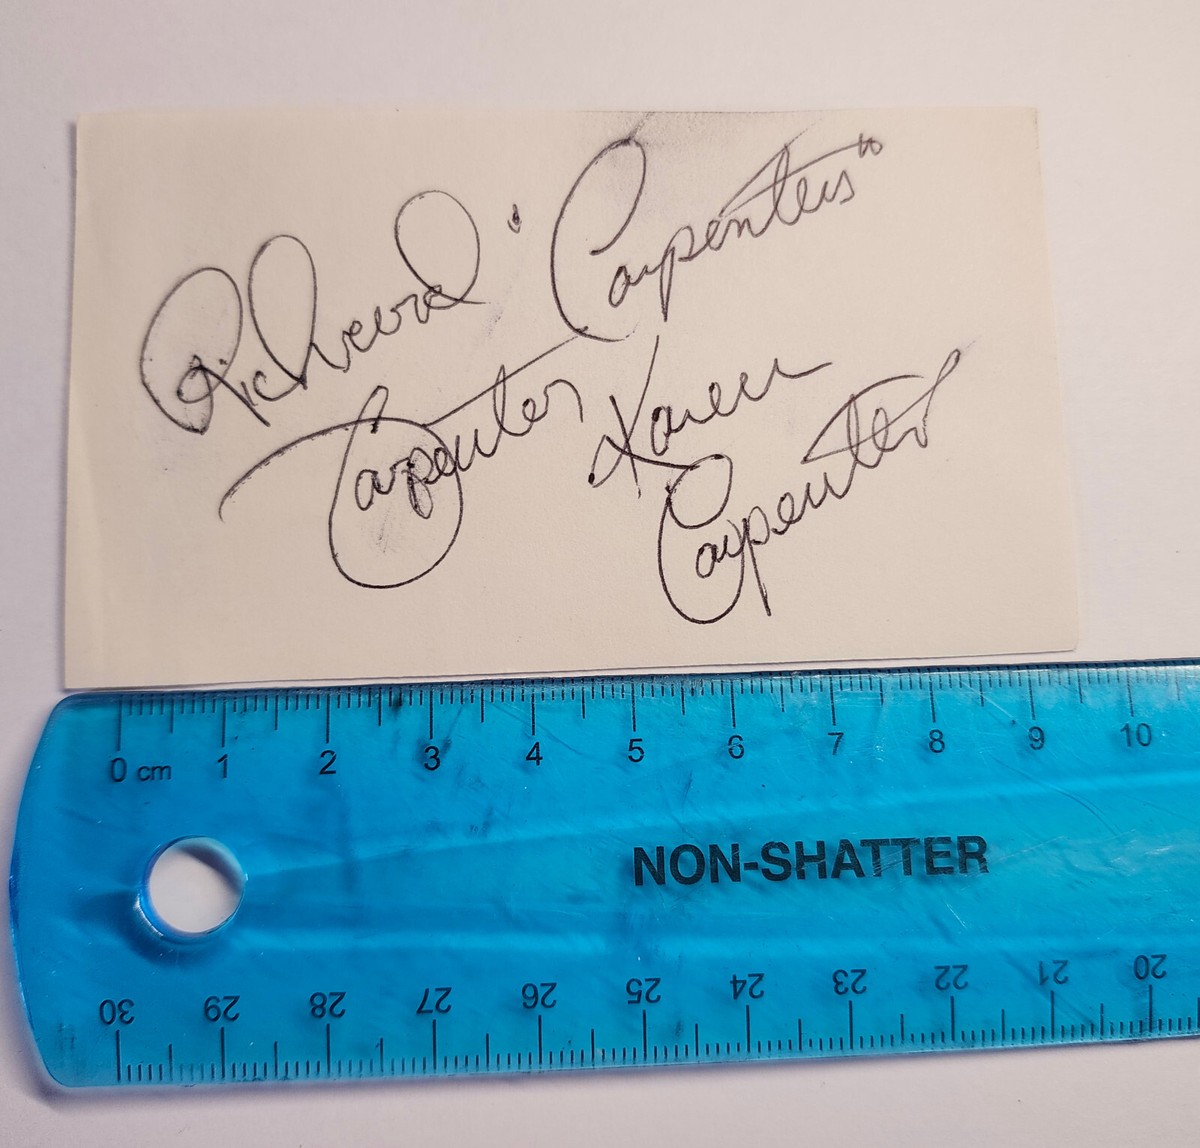 Richard "Carpenters"
Carpenter Karen
Carpenter
0 cm 1 2 3 4 5 6 7 8 9 10
NON-SHATTER
30 29 28 27 26 25 24 23 22 21 20